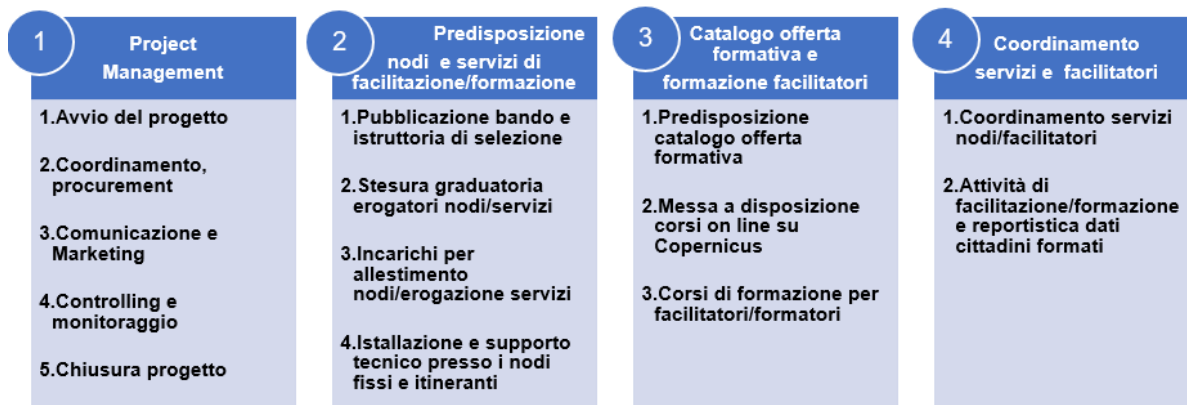 1
Project
Management
1.Avvio del progetto
2.Coordinamento,
procurement
3.Comunicazione e
Marketing
4.Controlling e
monitoraggio
5.Chiusura progetto
2
Predisposizione
nodi e servizi di
facilitazione/formazione
1.Pubblicazione bando e
istruttoria di selezione
2.Stesura graduatoria
erogatori nodi/servizi
3.Incarichi per
allestimento
nodi/erogazione servizi
4.Istallazione e supporto
tecnico presso i nodi
fissi e itineranti
3
Catalogo offerta
formativa e
formazione facilitatori
1.Predisposizione
catalogo offerta
formativa
2.Messa a disposizione
corsi on line su
Copernicus
3.Corsi di formazione per
facilitatori/formatori
4
Coordinamento
servizi e facilitatori
1.Coordinamento servizi
nodi/facilitatori
2.Attività di
facilitazione/formazione
e reportistica dati
cittadini formati